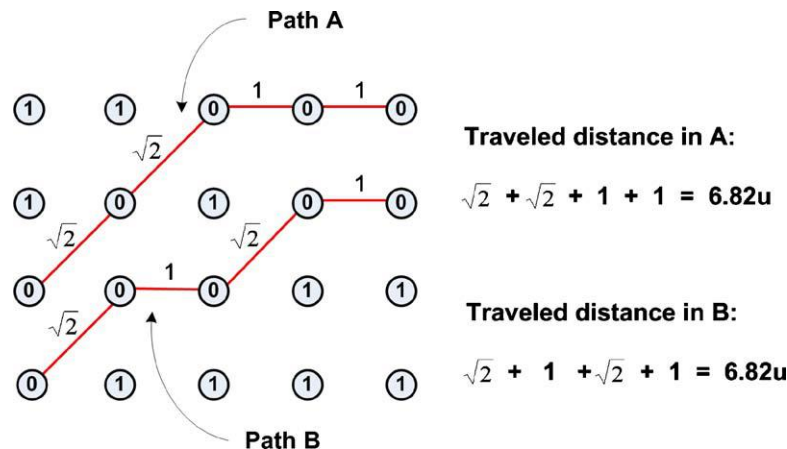 Path A
1 1
1 1 0 0 0
√2
Traveled distance in A:
√2 + √2 + 1 + 1 = 6.82u
1
1 0 1 0 0
√2 √2
1
0 0 0 1 1
√2
Traveled distance in B:
√2 + 1 + √2 + 1 = 6.82u
0 1 1 1 1
Path B